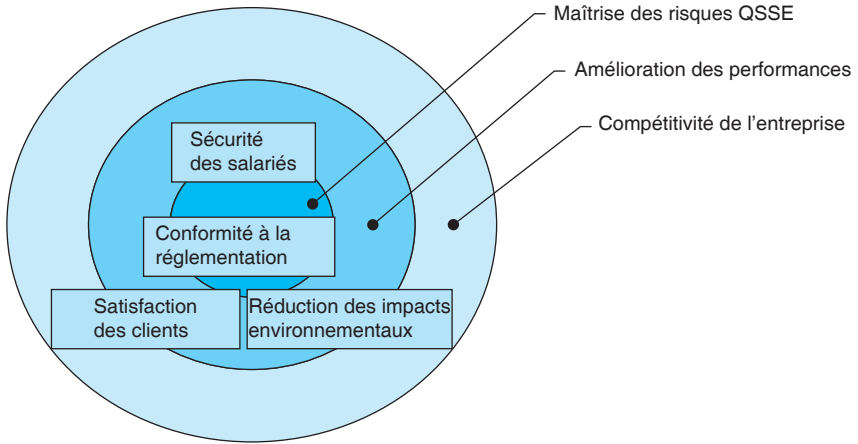 Maîtrise des risques QSSE
Amélioration des performances
Compétitivité de l'entreprise
Sécurité
des salariés
Conformité à la
réglementation
Satisfaction
des clients
Réduction des impacts
environnementaux